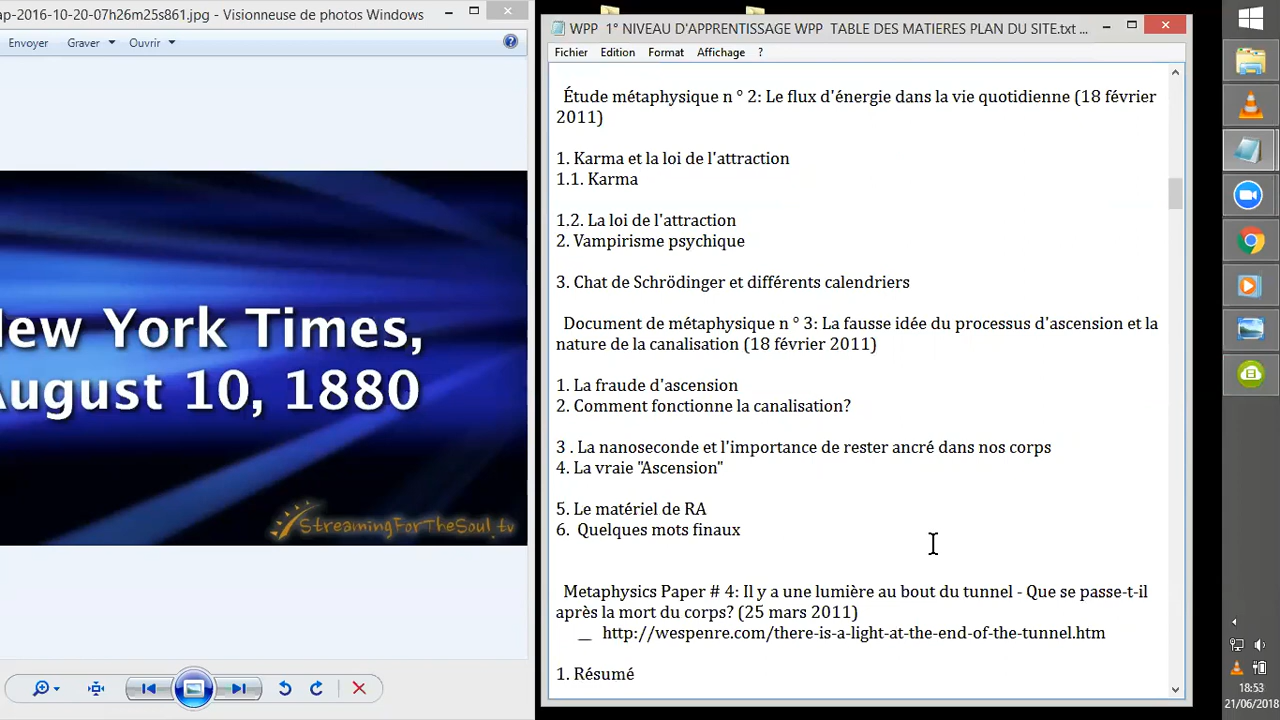 ap-2016.10.20-07h26m25s861.jpg - Visionneuse de photos Windows
Envoyer Graver Ouvrir
New York Times,
August 10, 1880
StreamingForTheSoul.tv
WPP 1° NIVEAU D'APPRENTISSAGE WPP TABLE DES MATIERES PLAN DU SITE.txt ...
Fichier Edition Format Affichage ?
Étude métaphysique n ° 2: Le flux d'énergie dans la vie quotidienne (18 février
2011)
1. Karma et la loi de l'attraction
1.1. Karma
1.2. La loi de l'attraction
2. Vampirisme psychique
3. Chat de Schrödinger et différents calendriers
Document de métaphysique n ° 3: La fausse idée du processus d'ascension et la
nature de la canalisation (18 février 2011)
1. La fraude d'ascension
2. Comment fonctionne la canalisation?
3 . La nanoseconde et l'importance de rester ancré dans nos corps
4. La vraie "Ascension"
5. Le matériel de RA
6. Quelques mots finaux
Metaphysics Paper # 4: Il y a une lumière au bout du tunnel - Que se passe-t-il
après la mort du corps? (25 mars 2011)
__ http://wespenre.com/there-is-a-light-at-the-end-of-the-tunnel.htm
1. Résumé
18:53
21/06/2018